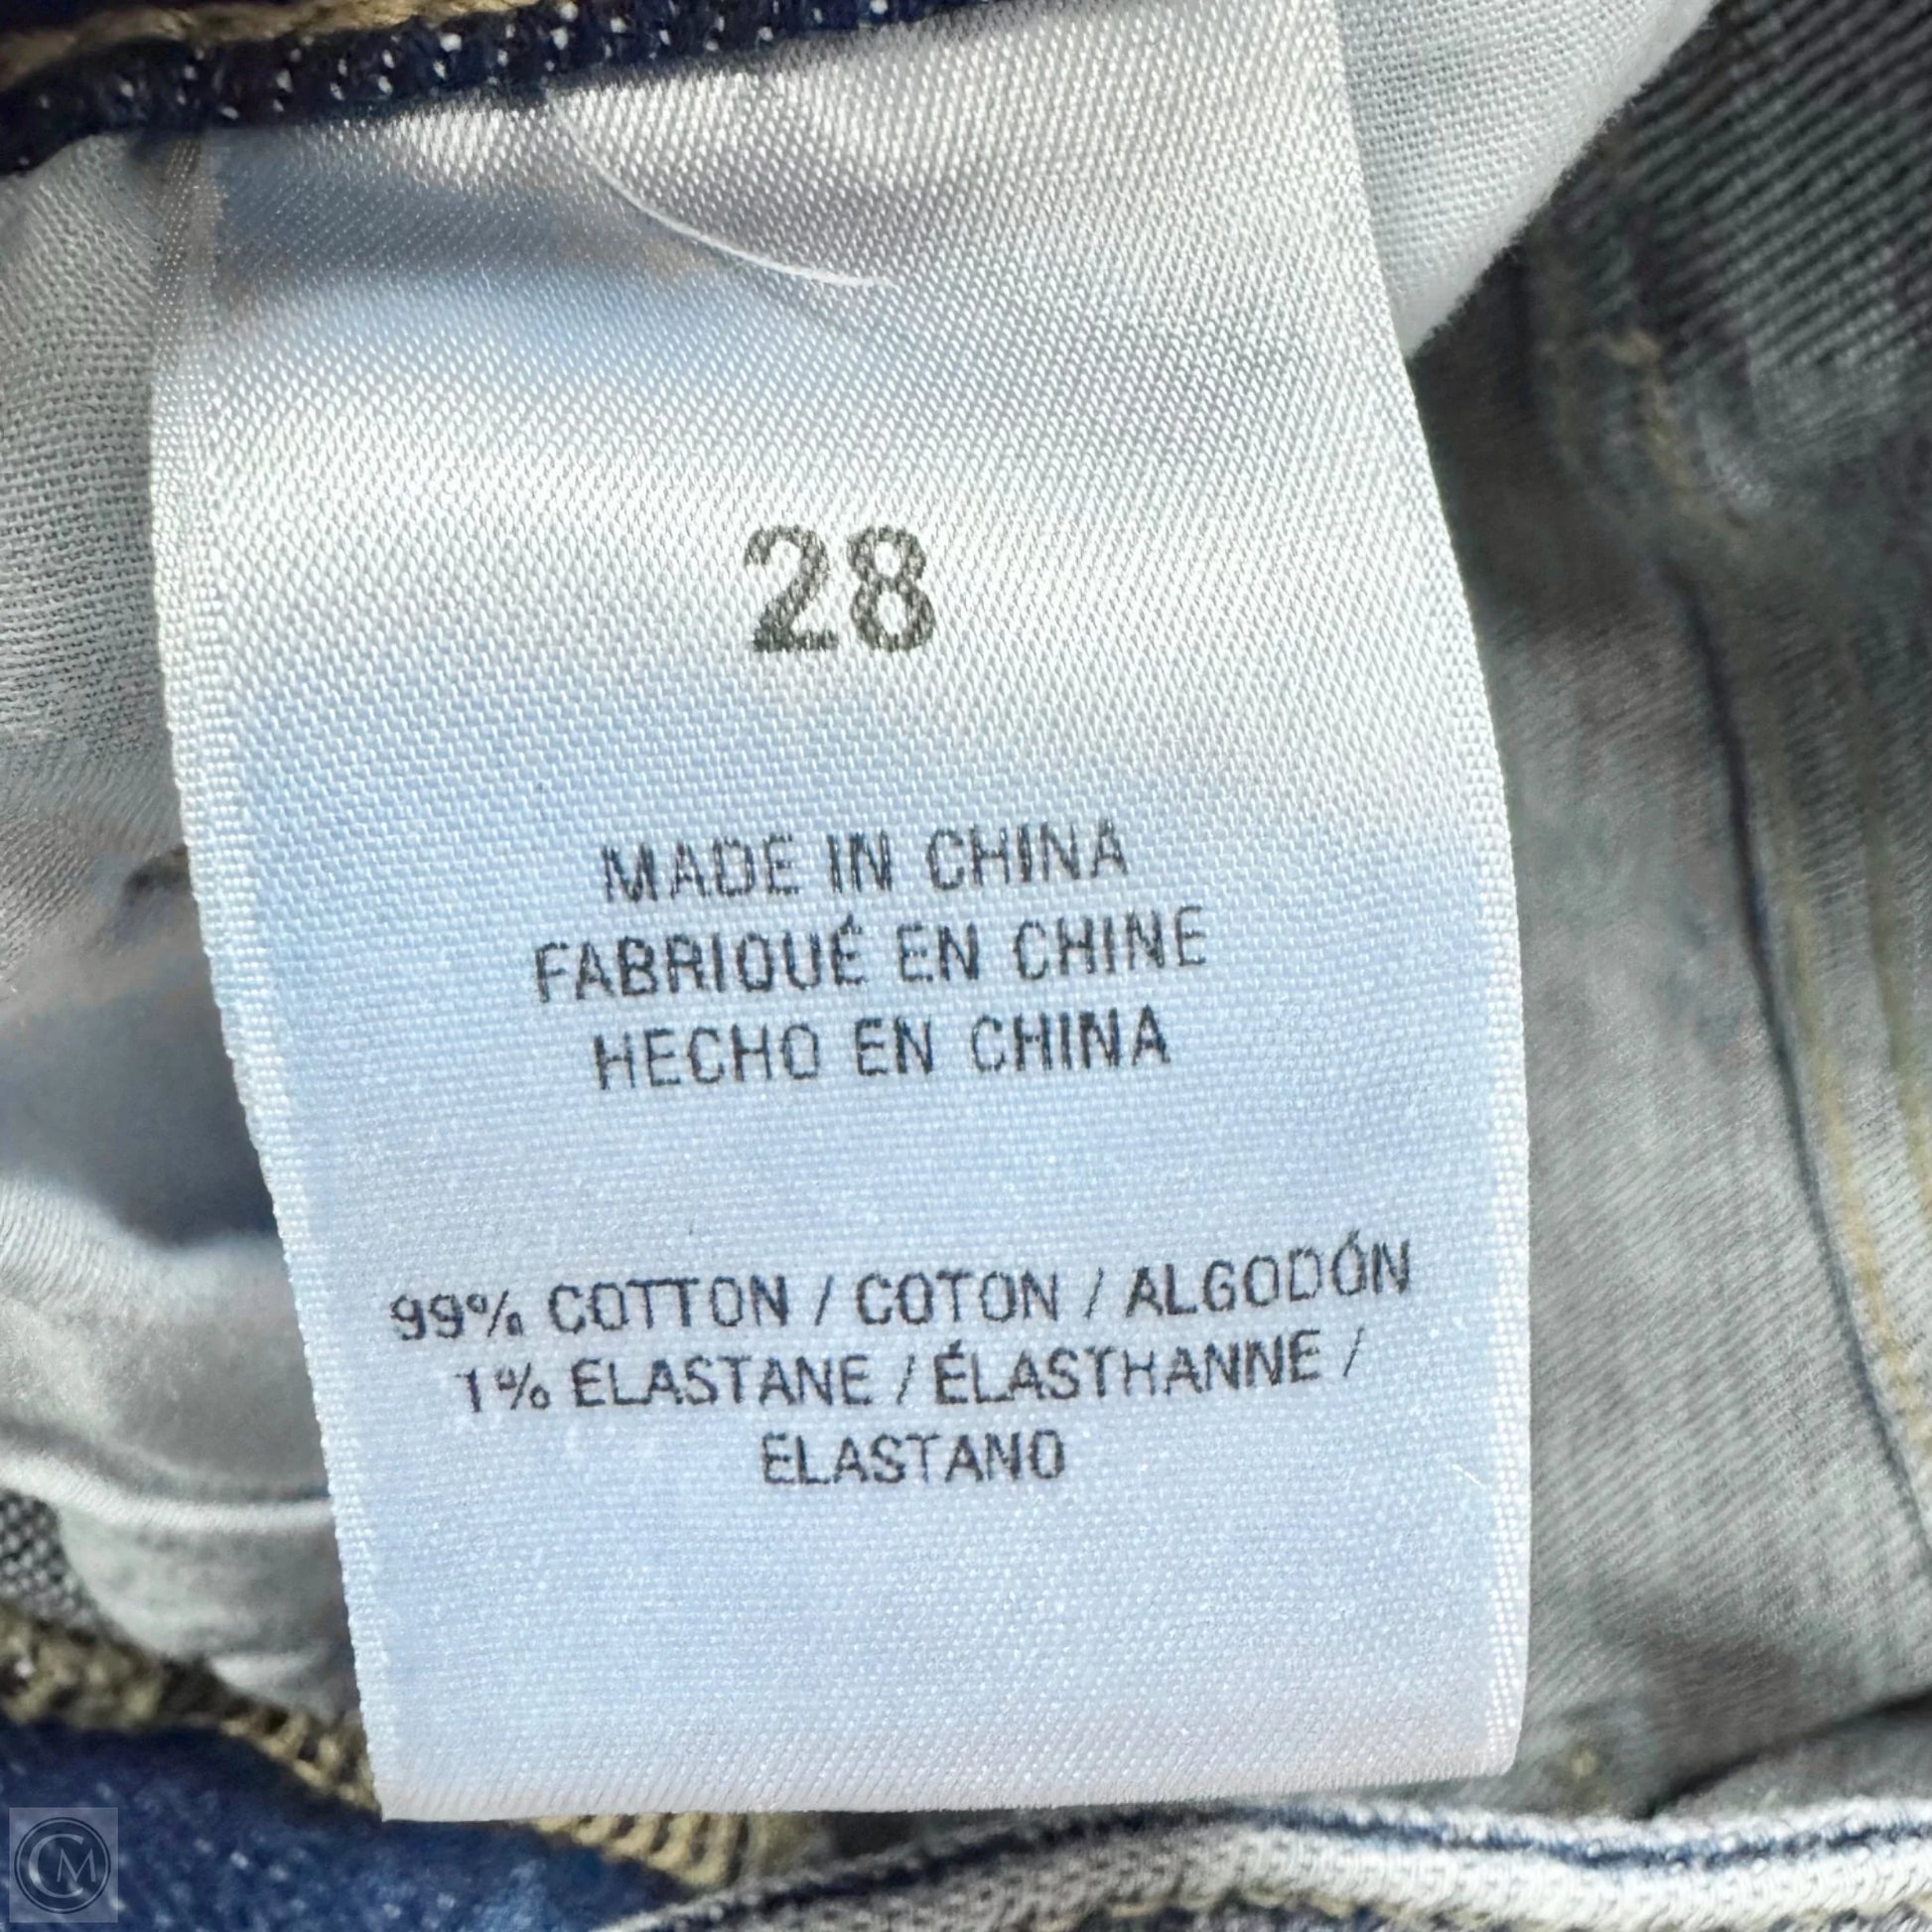 28
MADE IN CHINA
FABRIQUÉ EN CHINE
HECHO EN CHINA
99% COTTON / COTON / ALGODÓN
1% ELASTANE / ÉLASTHANNE /
ELASTANO
CM